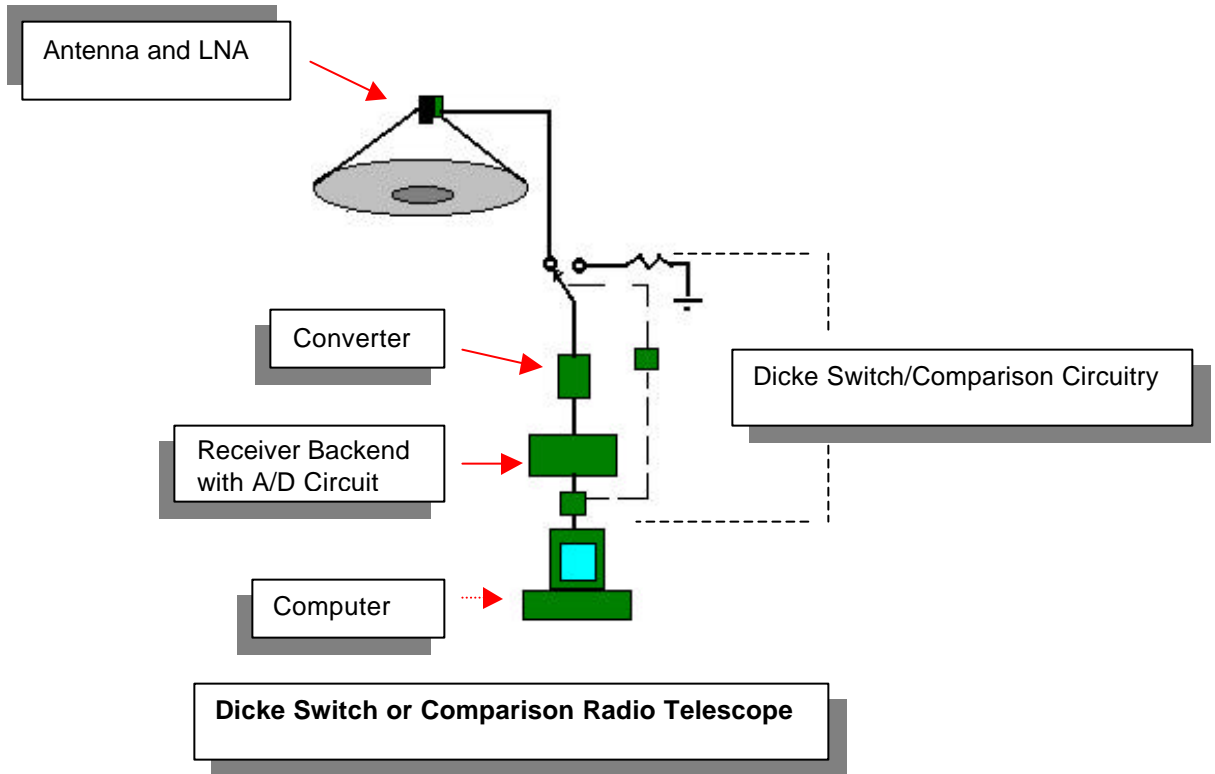 Antenna and LNA
Converter
Dicke Switch/Comparison Circuitry
Receiver Backend
with A/D Circuit
Computer
Dicke Switch or Comparison Radio Telescope